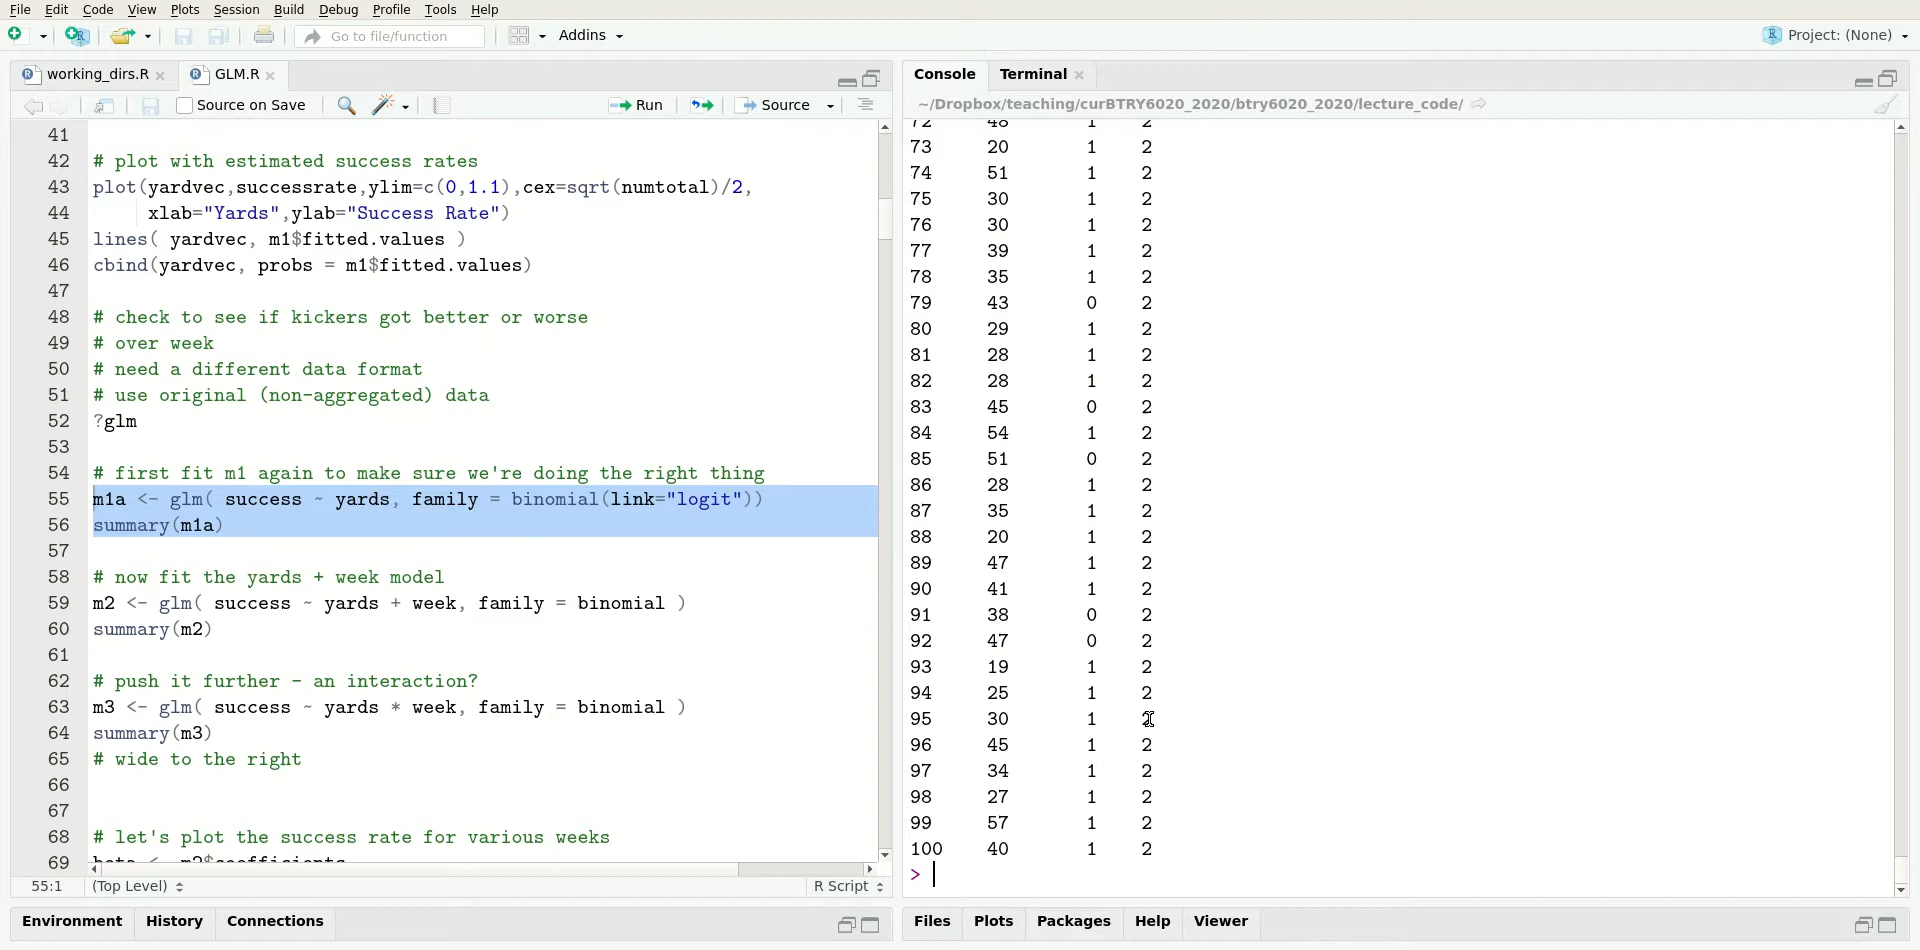 File Edit Code View Plots Session Build Debug Profile Tools Help
Go to file/function Addins Project: (None)
working_dirs.R GLM.R
Source on Save Run Source
41
42 # plot with estimated success rates
43 plot(yardvec,successrate,ylim=c(0,1.1),cex=sqrt(numtotal)/2,
44 xlab="Yards",ylab="Success Rate")
45 lines( yardvec, m1$fitted.values )
46 cbind(yardvec, probs = m1$fitted.values)
47
48 # check to see if kickers got better or worse
49 # over week
50 # need a different data format
51 # use original (non-aggregated) data
52 ?glm
53
54 # first fit m1 again to make sure we're doing the right thing
55 m1a <- glm( success ~ yards, family = binomial(link="logit"))
56 summary(m1a)
57
58 # now fit the yards + week model
59 m2 <- glm( success ~ yards + week, family = binomial )
60 summary(m2)
61
62 # push it further - an interaction?
63 m3 <- glm( success ~ yards * week, family = binomial )
64 summary(m3)
65 # wide to the right
66
67
68 # let's plot the success rate for various weeks
69 beta <- m2$coefficients
55:1 (Top Level) R Script
Environment History Connections
Console Terminal
~/Dropbox/teaching/curBTRY6020_2020/btry6020_2020/lecture_code/
72 48 1 2
73 20 1 2
74 51 1 2
75 30 1 2
76 30 1 2
77 39 1 2
78 35 1 2
79 43 0 2
80 29 1 2
81 28 1 2
82 28 1 2
83 45 0 2
84 54 1 2
85 51 0 2
86 28 1 2
87 35 1 2
88 20 1 2
89 47 1 2
90 41 1 2
91 38 0 2
92 47 0 2
93 19 1 2
94 25 1 2
95 30 1 2
96 45 1 2
97 34 1 2
98 27 1 2
99 57 1 2
100 40 1 2
>
Files Plots Packages Help Viewer